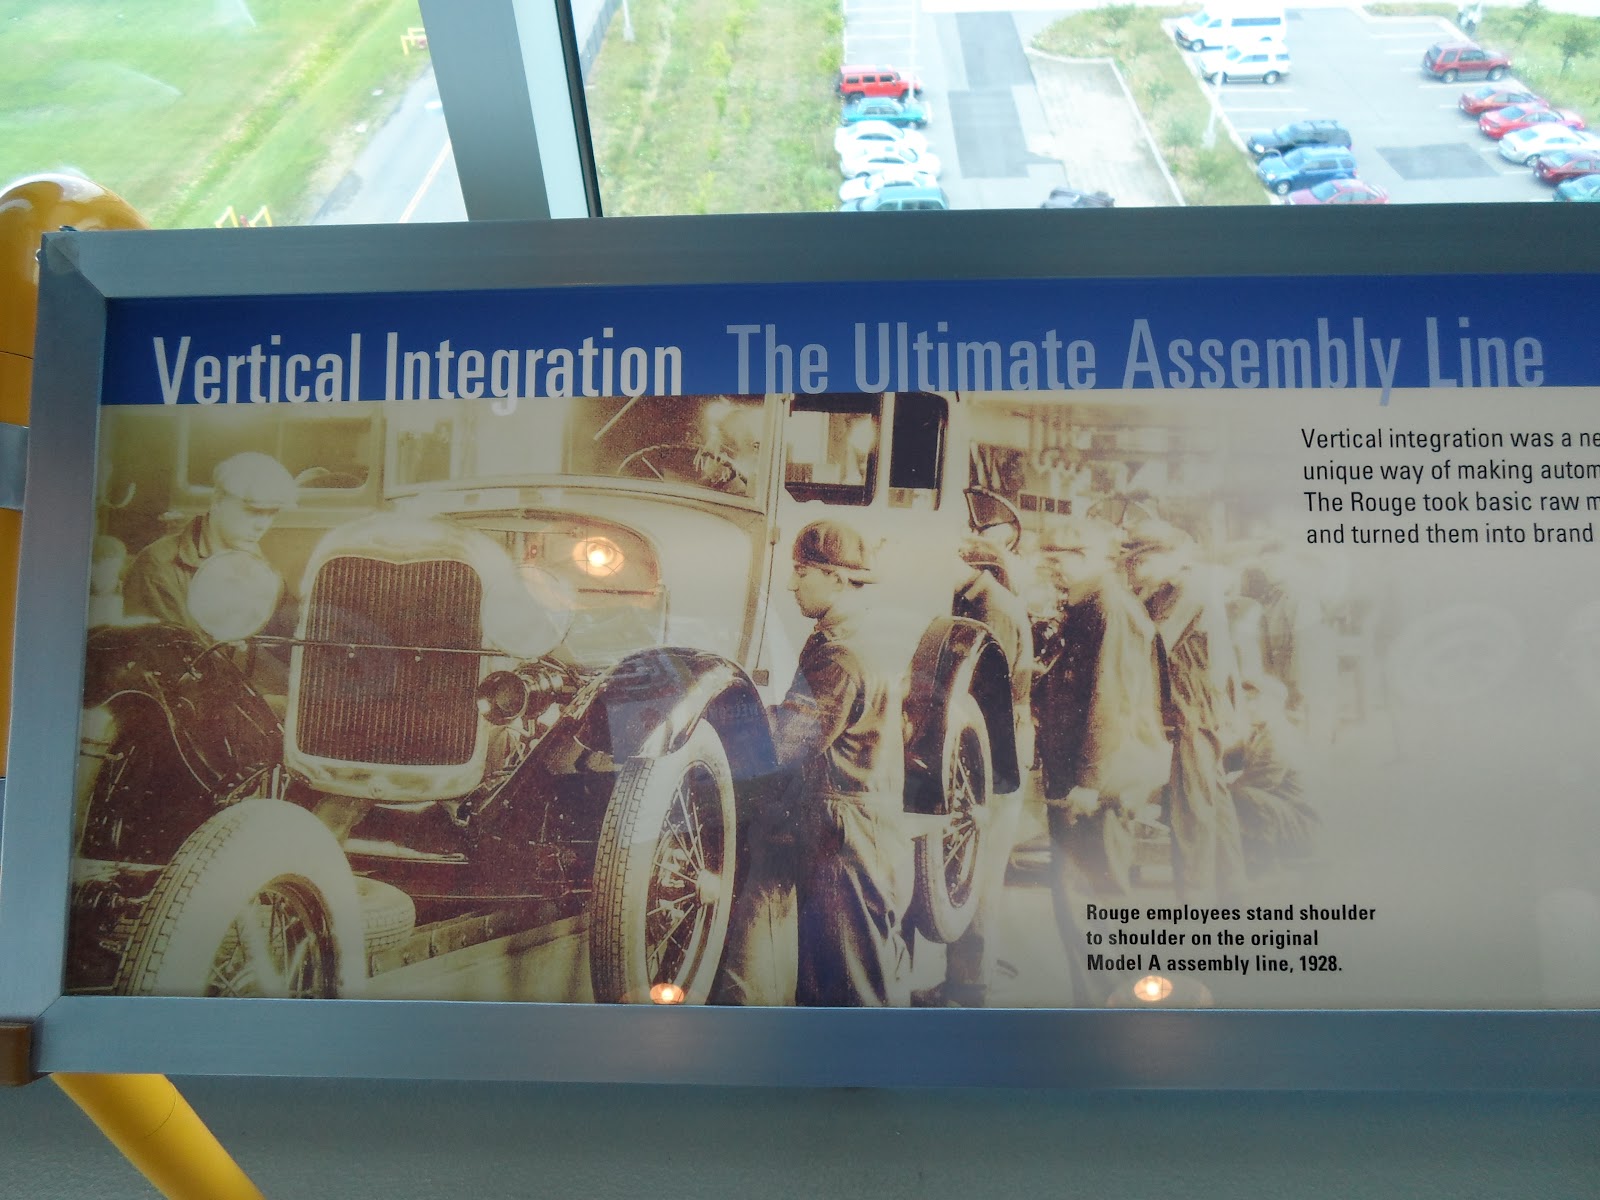 Vertical Integration The Ultimate Assembly Line
Vertical integration was a
unique way of making
The Rouge took basic raw
and turned them into brand
Rouge employees stand shoulder
to shoulder on the original
Model A assembly line, 1928.